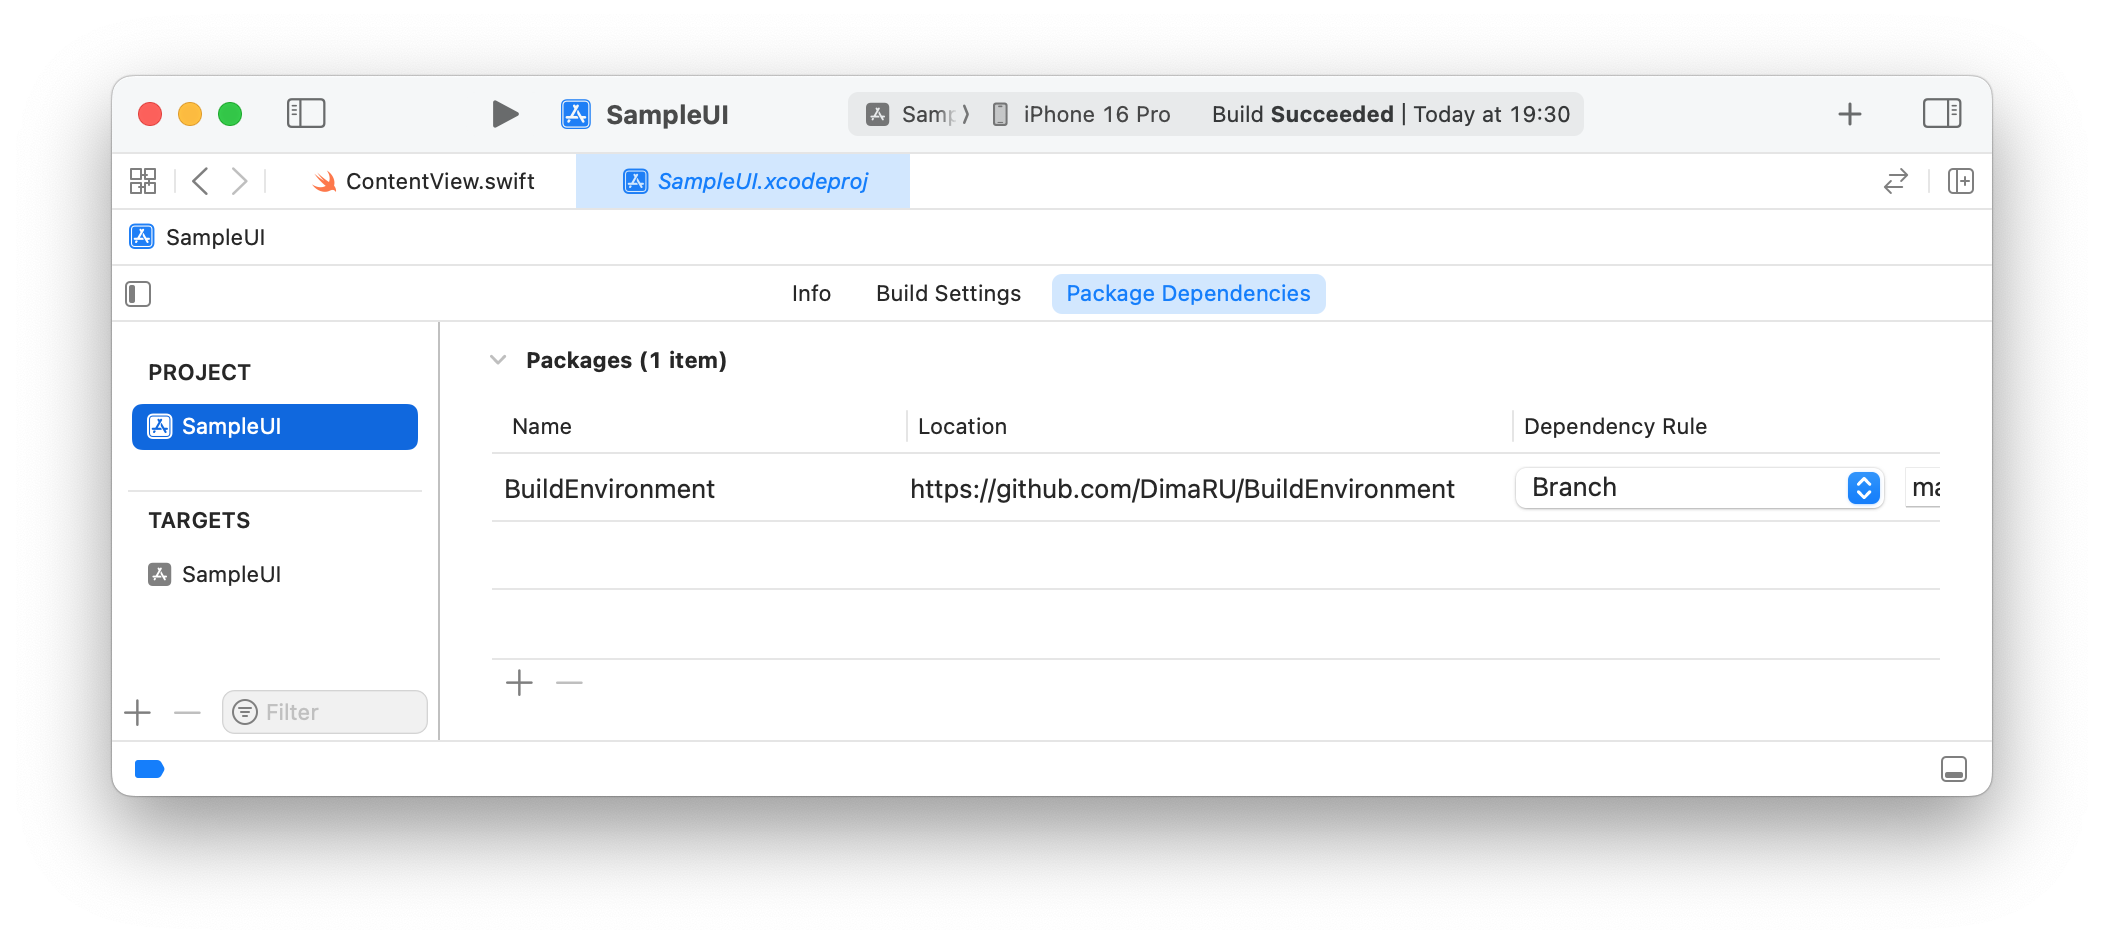 SampleUI
Samp iPhone 16 Pro Build Succeeded | Today at 19:30
ContentView.swift
SampleUI.xcodeproj
SampleUI
Info
Build Settings
Package Dependencies
PROJECT
SampleUI
TARGETS
SampleUI
Filter
Packages (1 item)
Name Location Dependency Rule
BuildEnvironment https://github.com/DimaRU/BuildEnvironment Branch